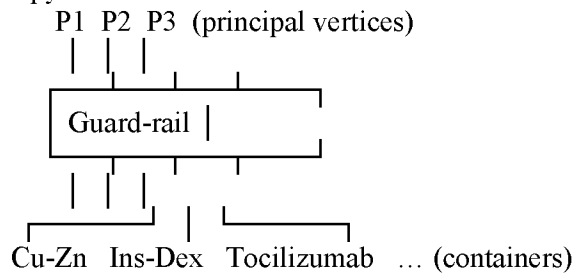 P1 P2 P3 (principal vertices)
Guard-rail
Cu-Zn Ins-Dex Tocilizumab … (containers)